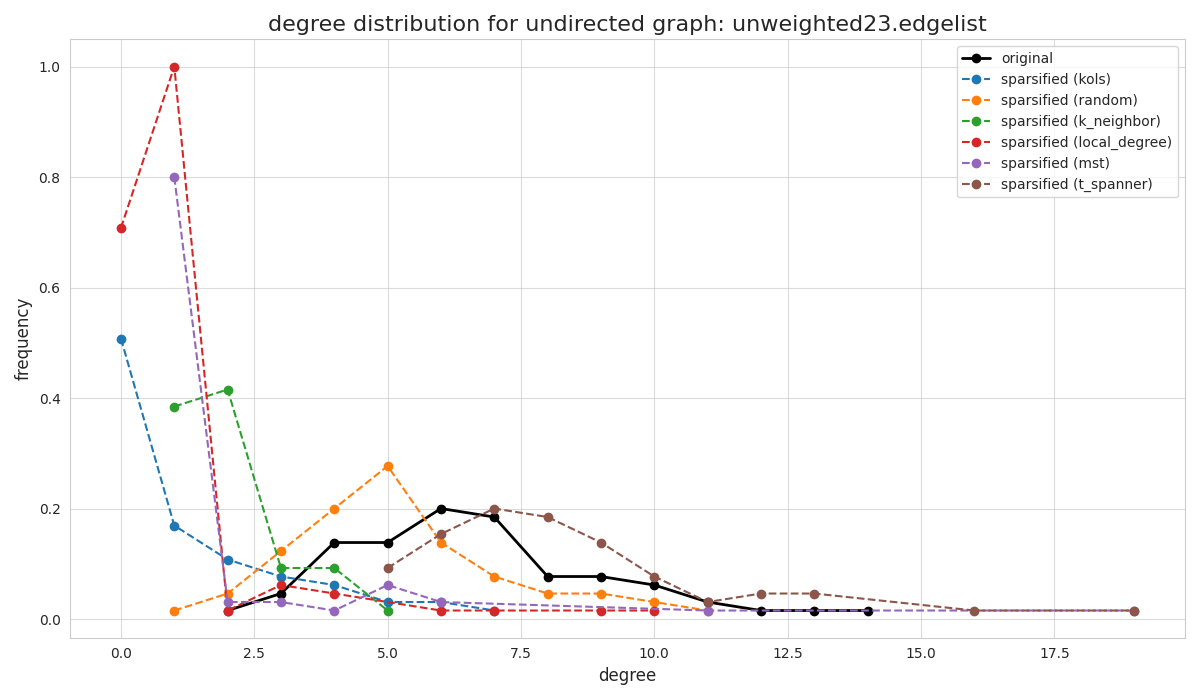 degree distribution for undirected graph: unweighted23.edgelist
original
sparsified (kols)
sparsified (random)
sparsified (k_neighbor)
sparsified (local_degree)
sparsified (mst)
sparsified (t_spanner)
frequency
1.0
0.8
0.6
0.4
0.2
0.0
0.0 2.5 5.0 7.5 10.0 12.5 15.0 17.5
degree